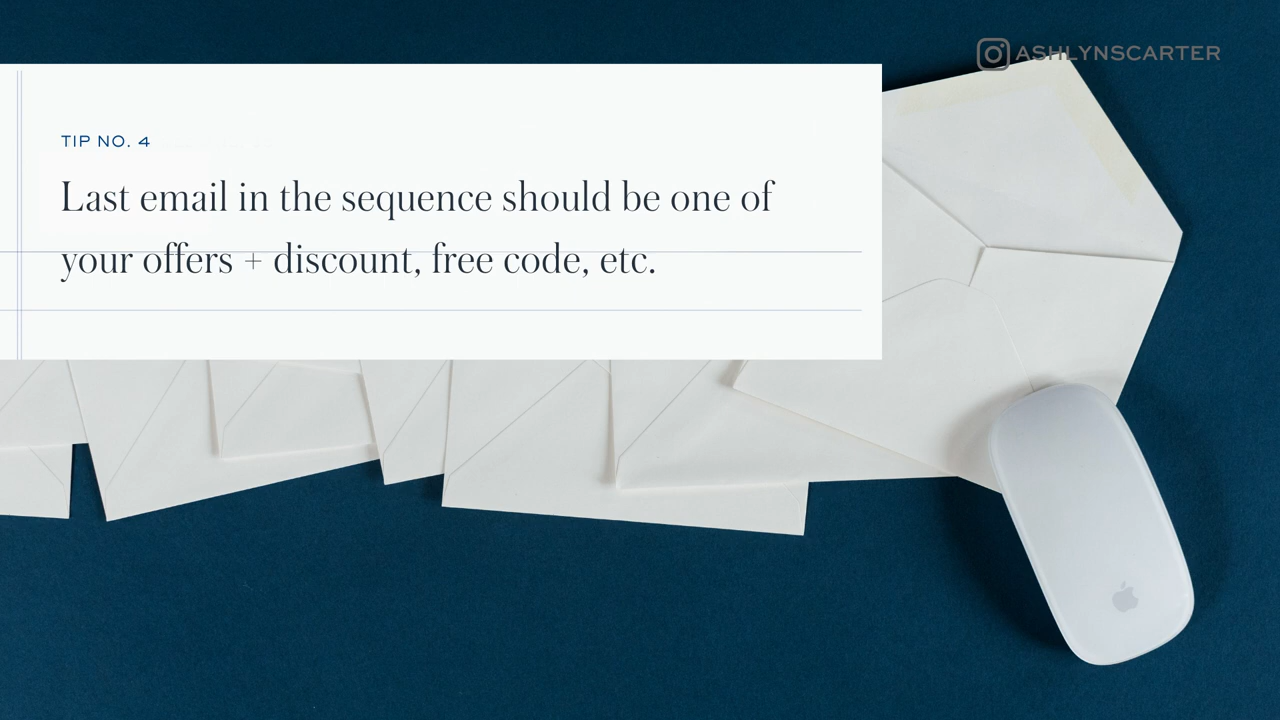 ASHLYNSCARTER
TIP NO. 4
Last email in the sequence should be one of
your offers + discount, free code, etc.